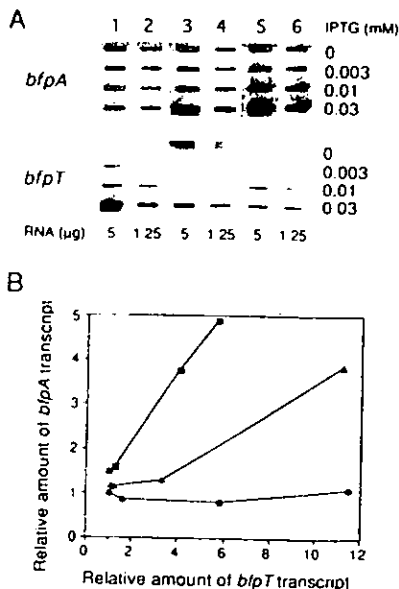 A
1 2 3 4 5 6 IPTG (mM)
bfpA
0
0.003
0.01
0.03
bfpT
0
0.003
0.01
0 03
RNA (µg) 5 1 25 5 1 25 5 1 25
B
Relative amount of bfpA transcript
5
4
3
2
1
0
0 2 4 6 8 10 12
Relative amount of bfpT transcript